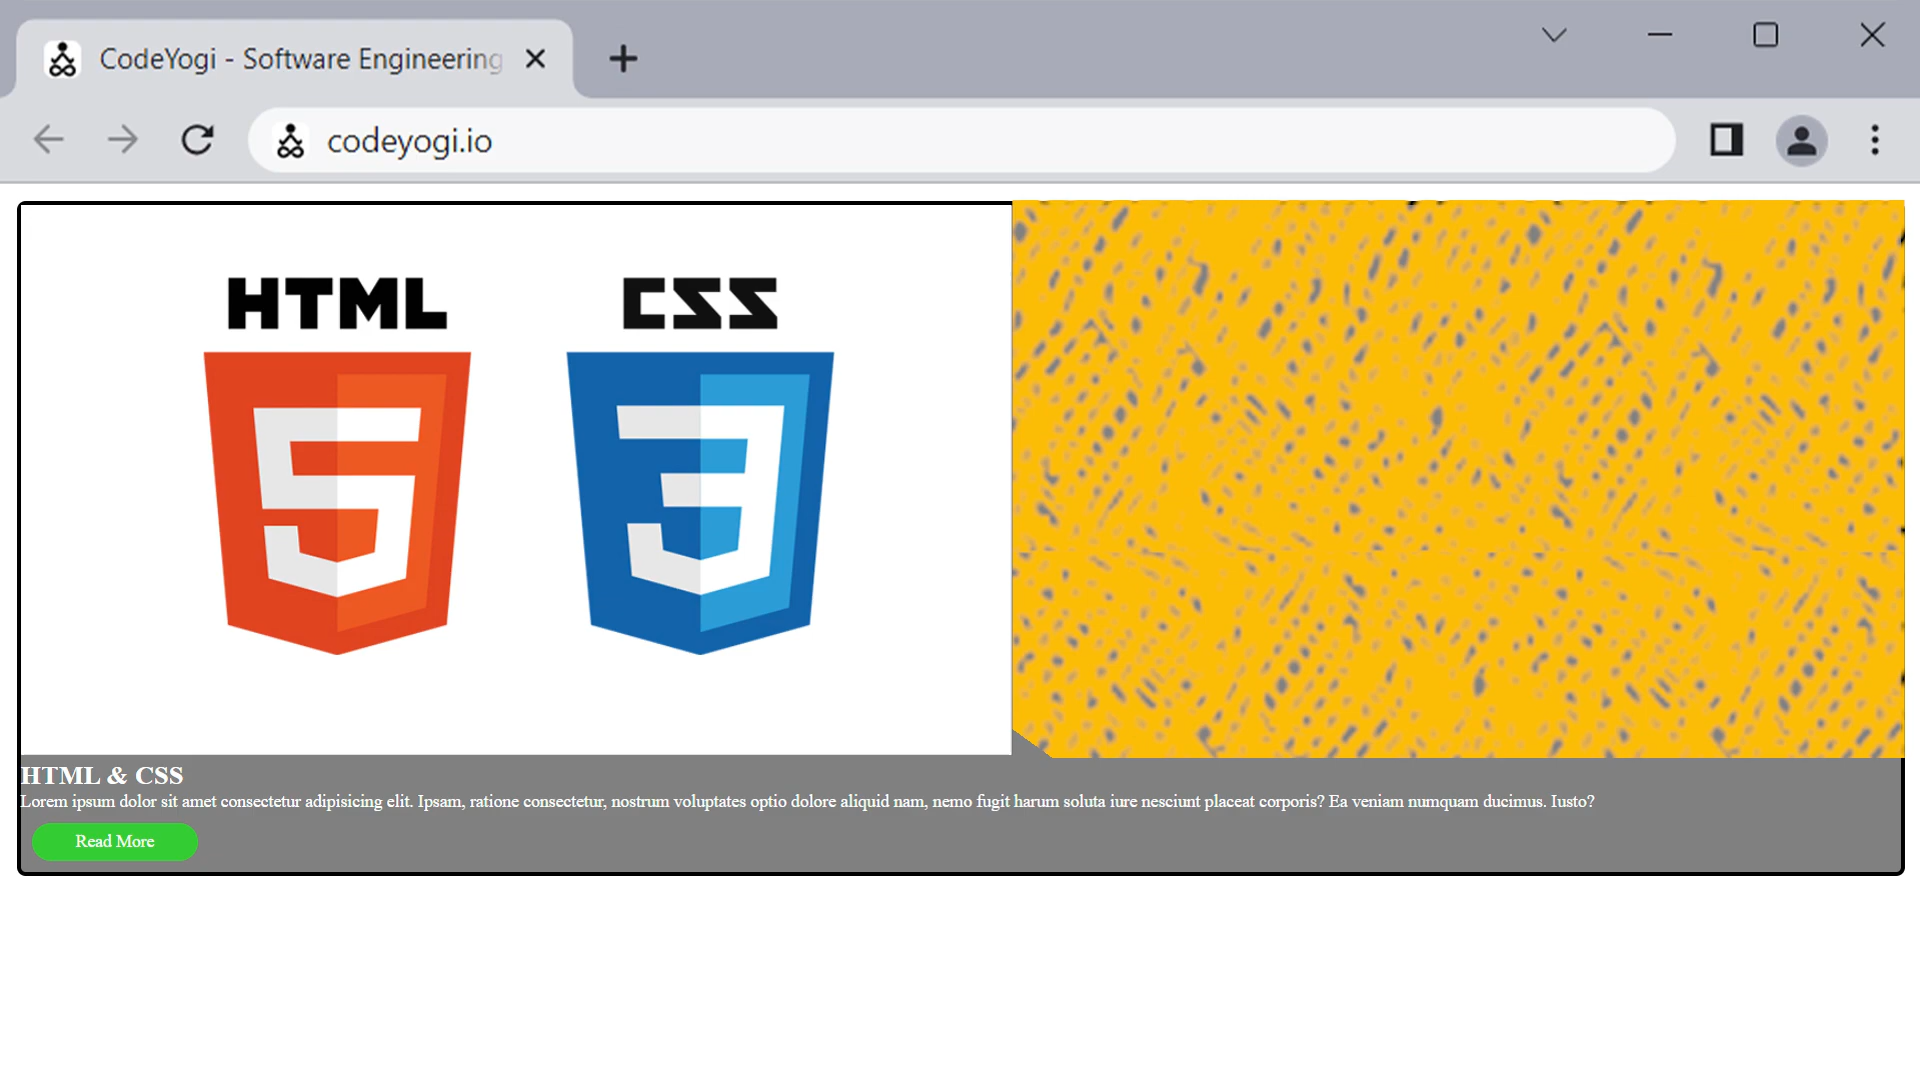 CodeYogi - Software Engineering
codeyogi.io
HTML CSS
5 3
HTML & CSS
Lorem ipsum dolor sit amet consectetur adipisicing elit. Ipsam, ratione consectetur, nostrum voluptates optio dolore aliquid nam, nemo fugit harum soluta iure nesciunt placeat corporis? Ea veniam numquam ducimus. Iusto?
Read More